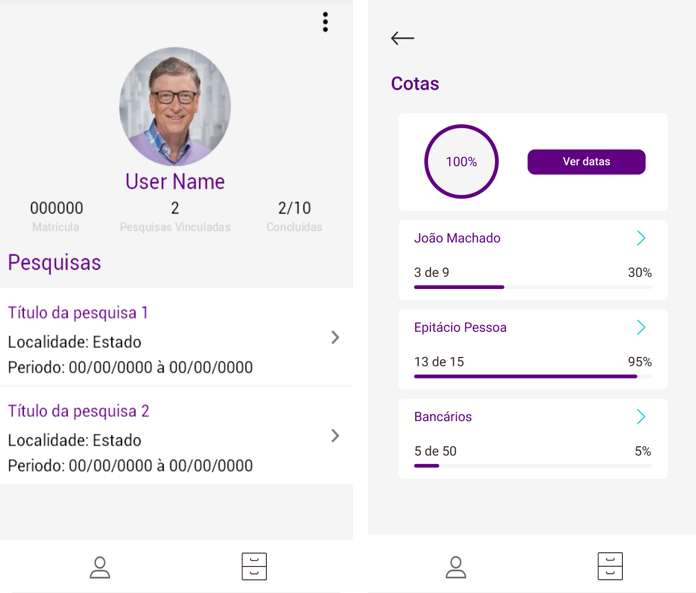 User Name
000000 2 2/10
Matrícula Pesquisas Vinculadas Concluídas
Pesquisas
Título da pesquisa 1
Localidade: Estado
Periodo: 00/00/0000 à 00/00/0000
Título da pesquisa 2
Localidade: Estado
Periodo: 00/00/0000 à 00/00/0000
Cotas
100% Ver datas
João Machado
3 de 9 30%
Epitácio Pessoa
13 de 15 95%
Bancários
5 de 50 5%